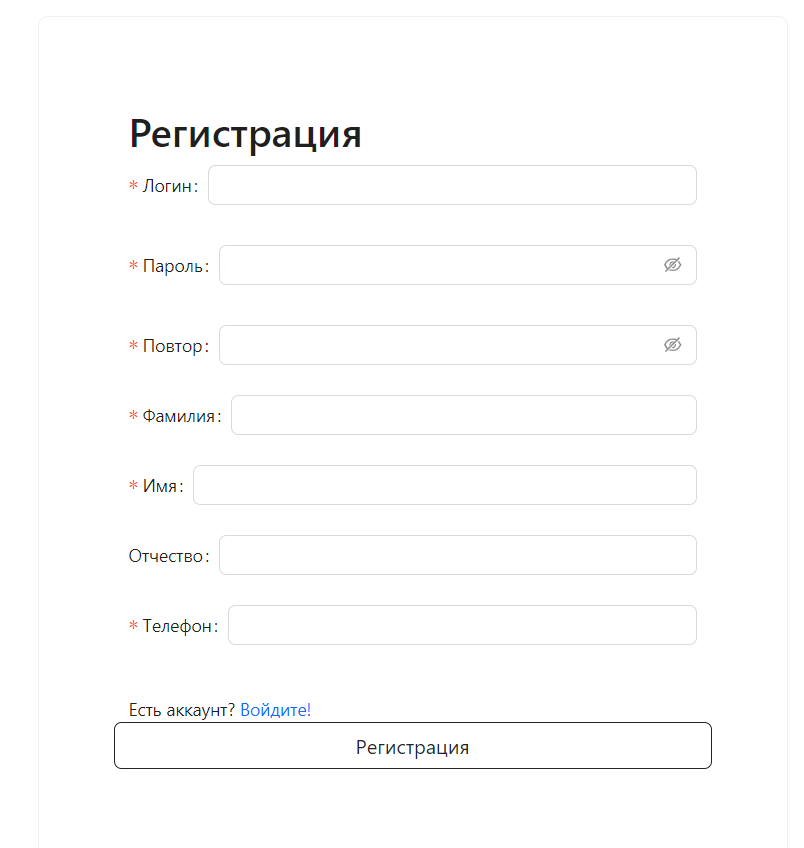 Регистрация
* Логин:
* Пароль:
* Повтор:
* Фамилия:
* Имя:
Отчество:
* Телефон:
Есть аккаунт? Войдите!
Регистрация